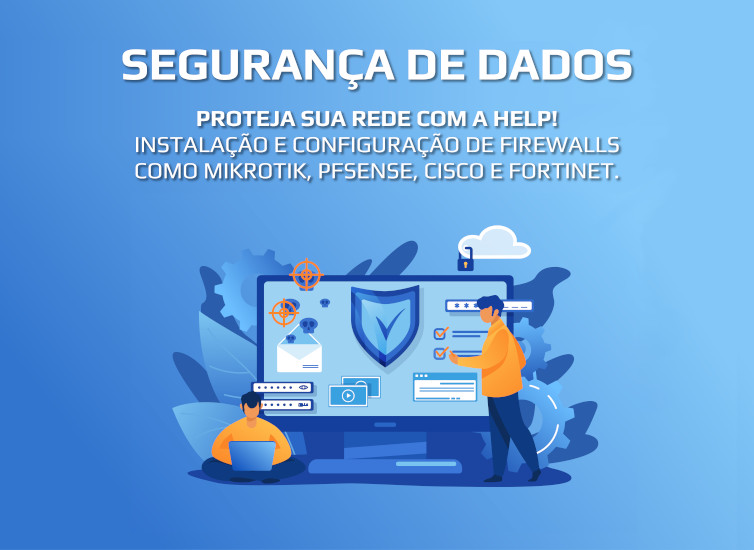 SEGURANÇA DE DADOS
PROTEJA SUA REDE COM A HELP!
INSTALAÇÃO E CONFIGURAÇÃO DE FIREWALLS
COMO MIKROTIK, PFSENSE, CISCO E FORTINET.